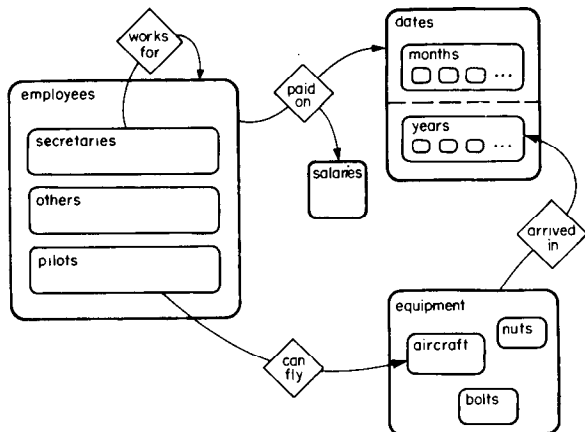 works
for
dates
months
...
employees
paid
on
secretaries
years
...
salaries
others
arrived
in
pilots
equipment
nuts
aircraft
can
fly
bolts